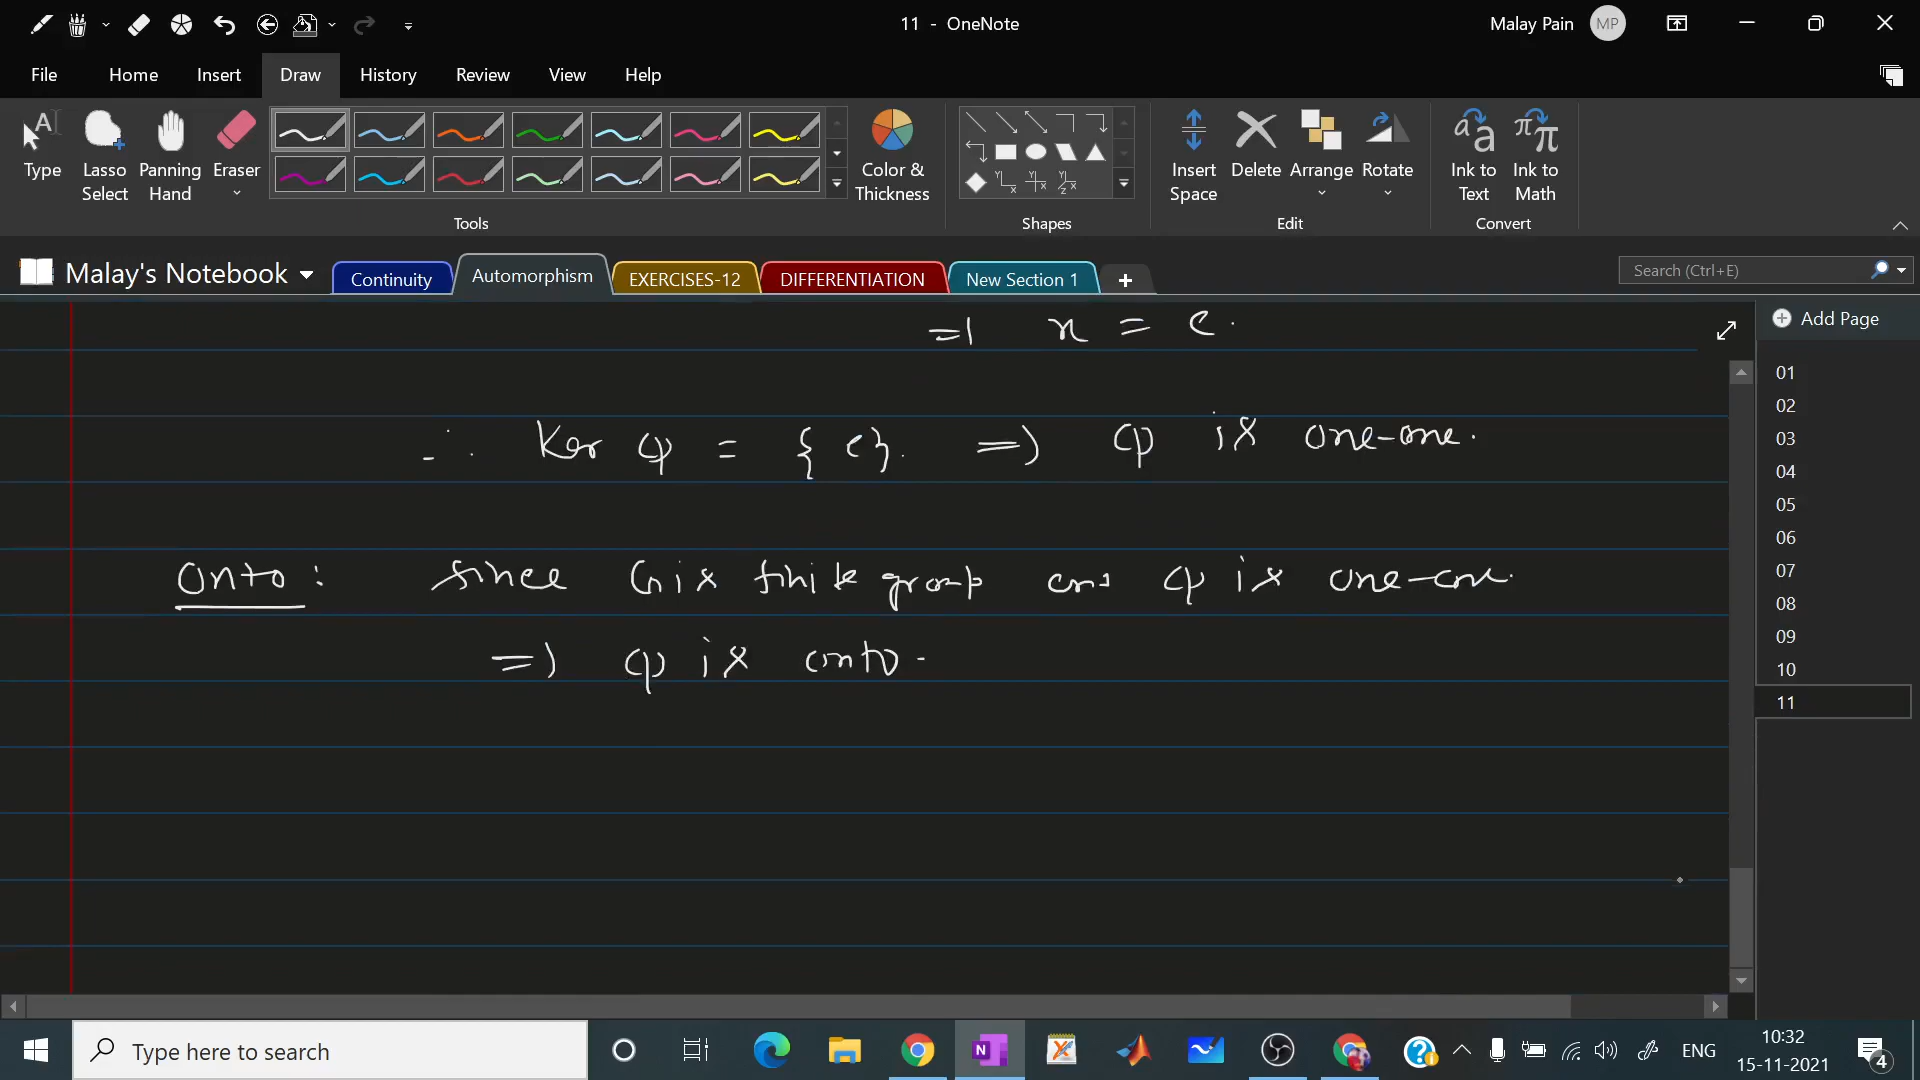 11 - OneNote
Malay Pain MP
File Home Insert Draw History Review View Help
Type
Lasso Select
Panning Hand
Eraser
Color & Thickness
Insert Space
Delete
Arrange
Rotate
Ink to Text
Ink to Math
Tools
Shapes
Edit
Convert
Malay's Notebook
Continuity
Automorphism
EXERCISES-12
DIFFERENTIATION
New Section 1
Search (Ctrl+E)
Add Page
01
02
03
04
05
06
07
08
09
10
11
=> x = e.
∴ Ker φ = {e}. => φ is one-one.
Onto: Since G is finite group and φ is one-one.
=> φ is onto.
Type here to search
ENG
10:32
15-11-2021
4